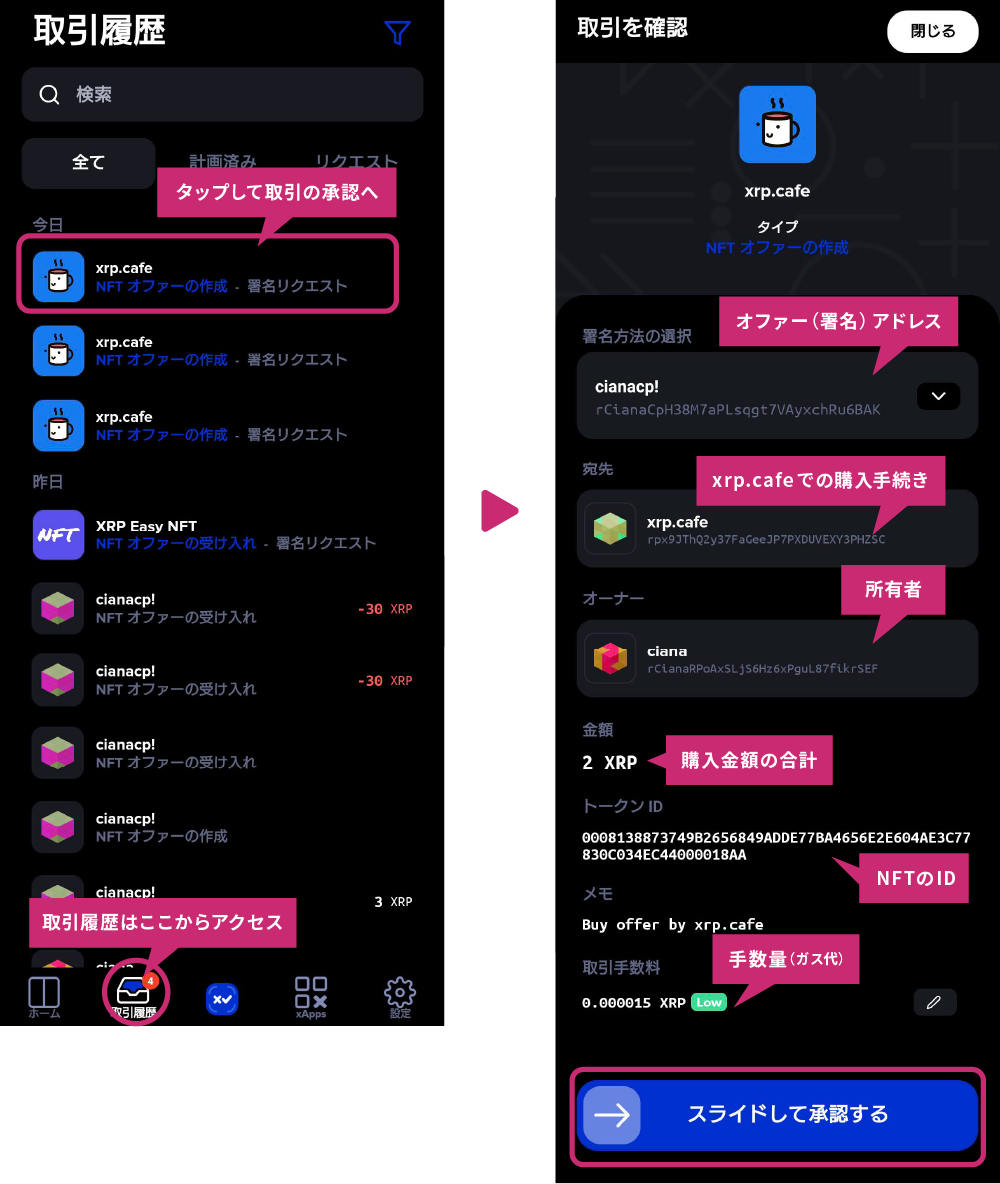 取引履歴
検索
全て
計画済み
リクエスト
タップして取引の承認へ
今日
xrp.cafe
NFT オファーの作成 - 署名リクエスト
xrp.cafe
NFT オファーの作成 - 署名リクエスト
xrp.cafe
NFT オファーの作成 - 署名リクエスト
昨日
NFT
XRP Easy NFT
NFT オファーの受け入れ - 署名リクエスト
cianacp!
NFT オファーの受け入れ
-30 XRP
cianacp!
NFT オファーの受け入れ
-30 XRP
cianacp!
NFT オファーの受け入れ
cianacp!
NFT オファーの作成
cianacp!
3 XRP
取引履歴はここからアクセス
ciana
4
ホーム
取引履歴
xApps
設定
取引を確認
閉じる
xrp.cafe
タイプ
NFT オファーの作成
オファー（署名）アドレス
署名方法の選択
cianacp!
rCianaCpH38M7aPLsqgt7VAyxchRu6BAK
宛先
xrp.cafeでの購入手続き
xrp.cafe
rpx9JThQ2y37FaGeeJP7PXDUVEXY3PHZSC
所有者
オーナー
ciana
rCianaRPoAxSLjS6Hz6xPguL87fikrSEF
金額
2 XRP
購入金額の合計
トークン ID
0008138873749B2656849ADDE77BA4656E2E604AE3C77
830C034EC44000018AA
NFTのID
メモ
Buy offer by xrp.cafe
手数量（ガス代）
取引手数料
0.000015 XRP Low
スライドして承認する